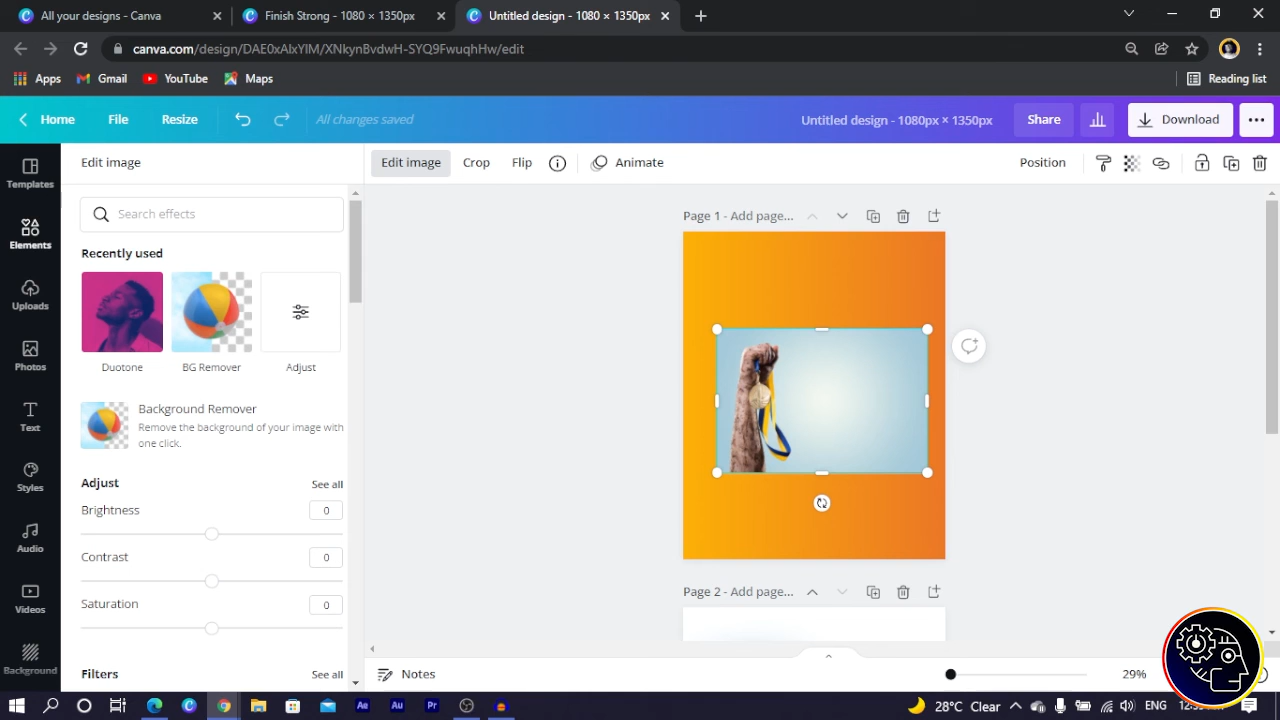 All your designs - Canva
Finish Strong - 1080 × 1350px
Untitled design - 1080 × 1350px
canva.com/design/DAE0xAlxYlM/XNkynBvdwH-SYQ9FwuqhHw/edit
Apps
Gmail
YouTube
Maps
Reading list
Home
File
Resize
All changes saved
Untitled design - 1080px × 1350px
Share
Download
Templates
Elements
Uploads
Photos
Text
Styles
Audio
Videos
Background
Edit image
Search effects
Recently used
Duotone
BG Remover
Adjust
Background Remover
Remove the background of your image with
one click.
Adjust
See all
Brightness
0
Contrast
0
Saturation
0
Filters
See all
Edit image
Crop
Flip
Animate
Position
Page 1 - Add page...
Page 2 - Add page...
Notes
29%
Ae
Au
Pr
28°C Clear
ENG